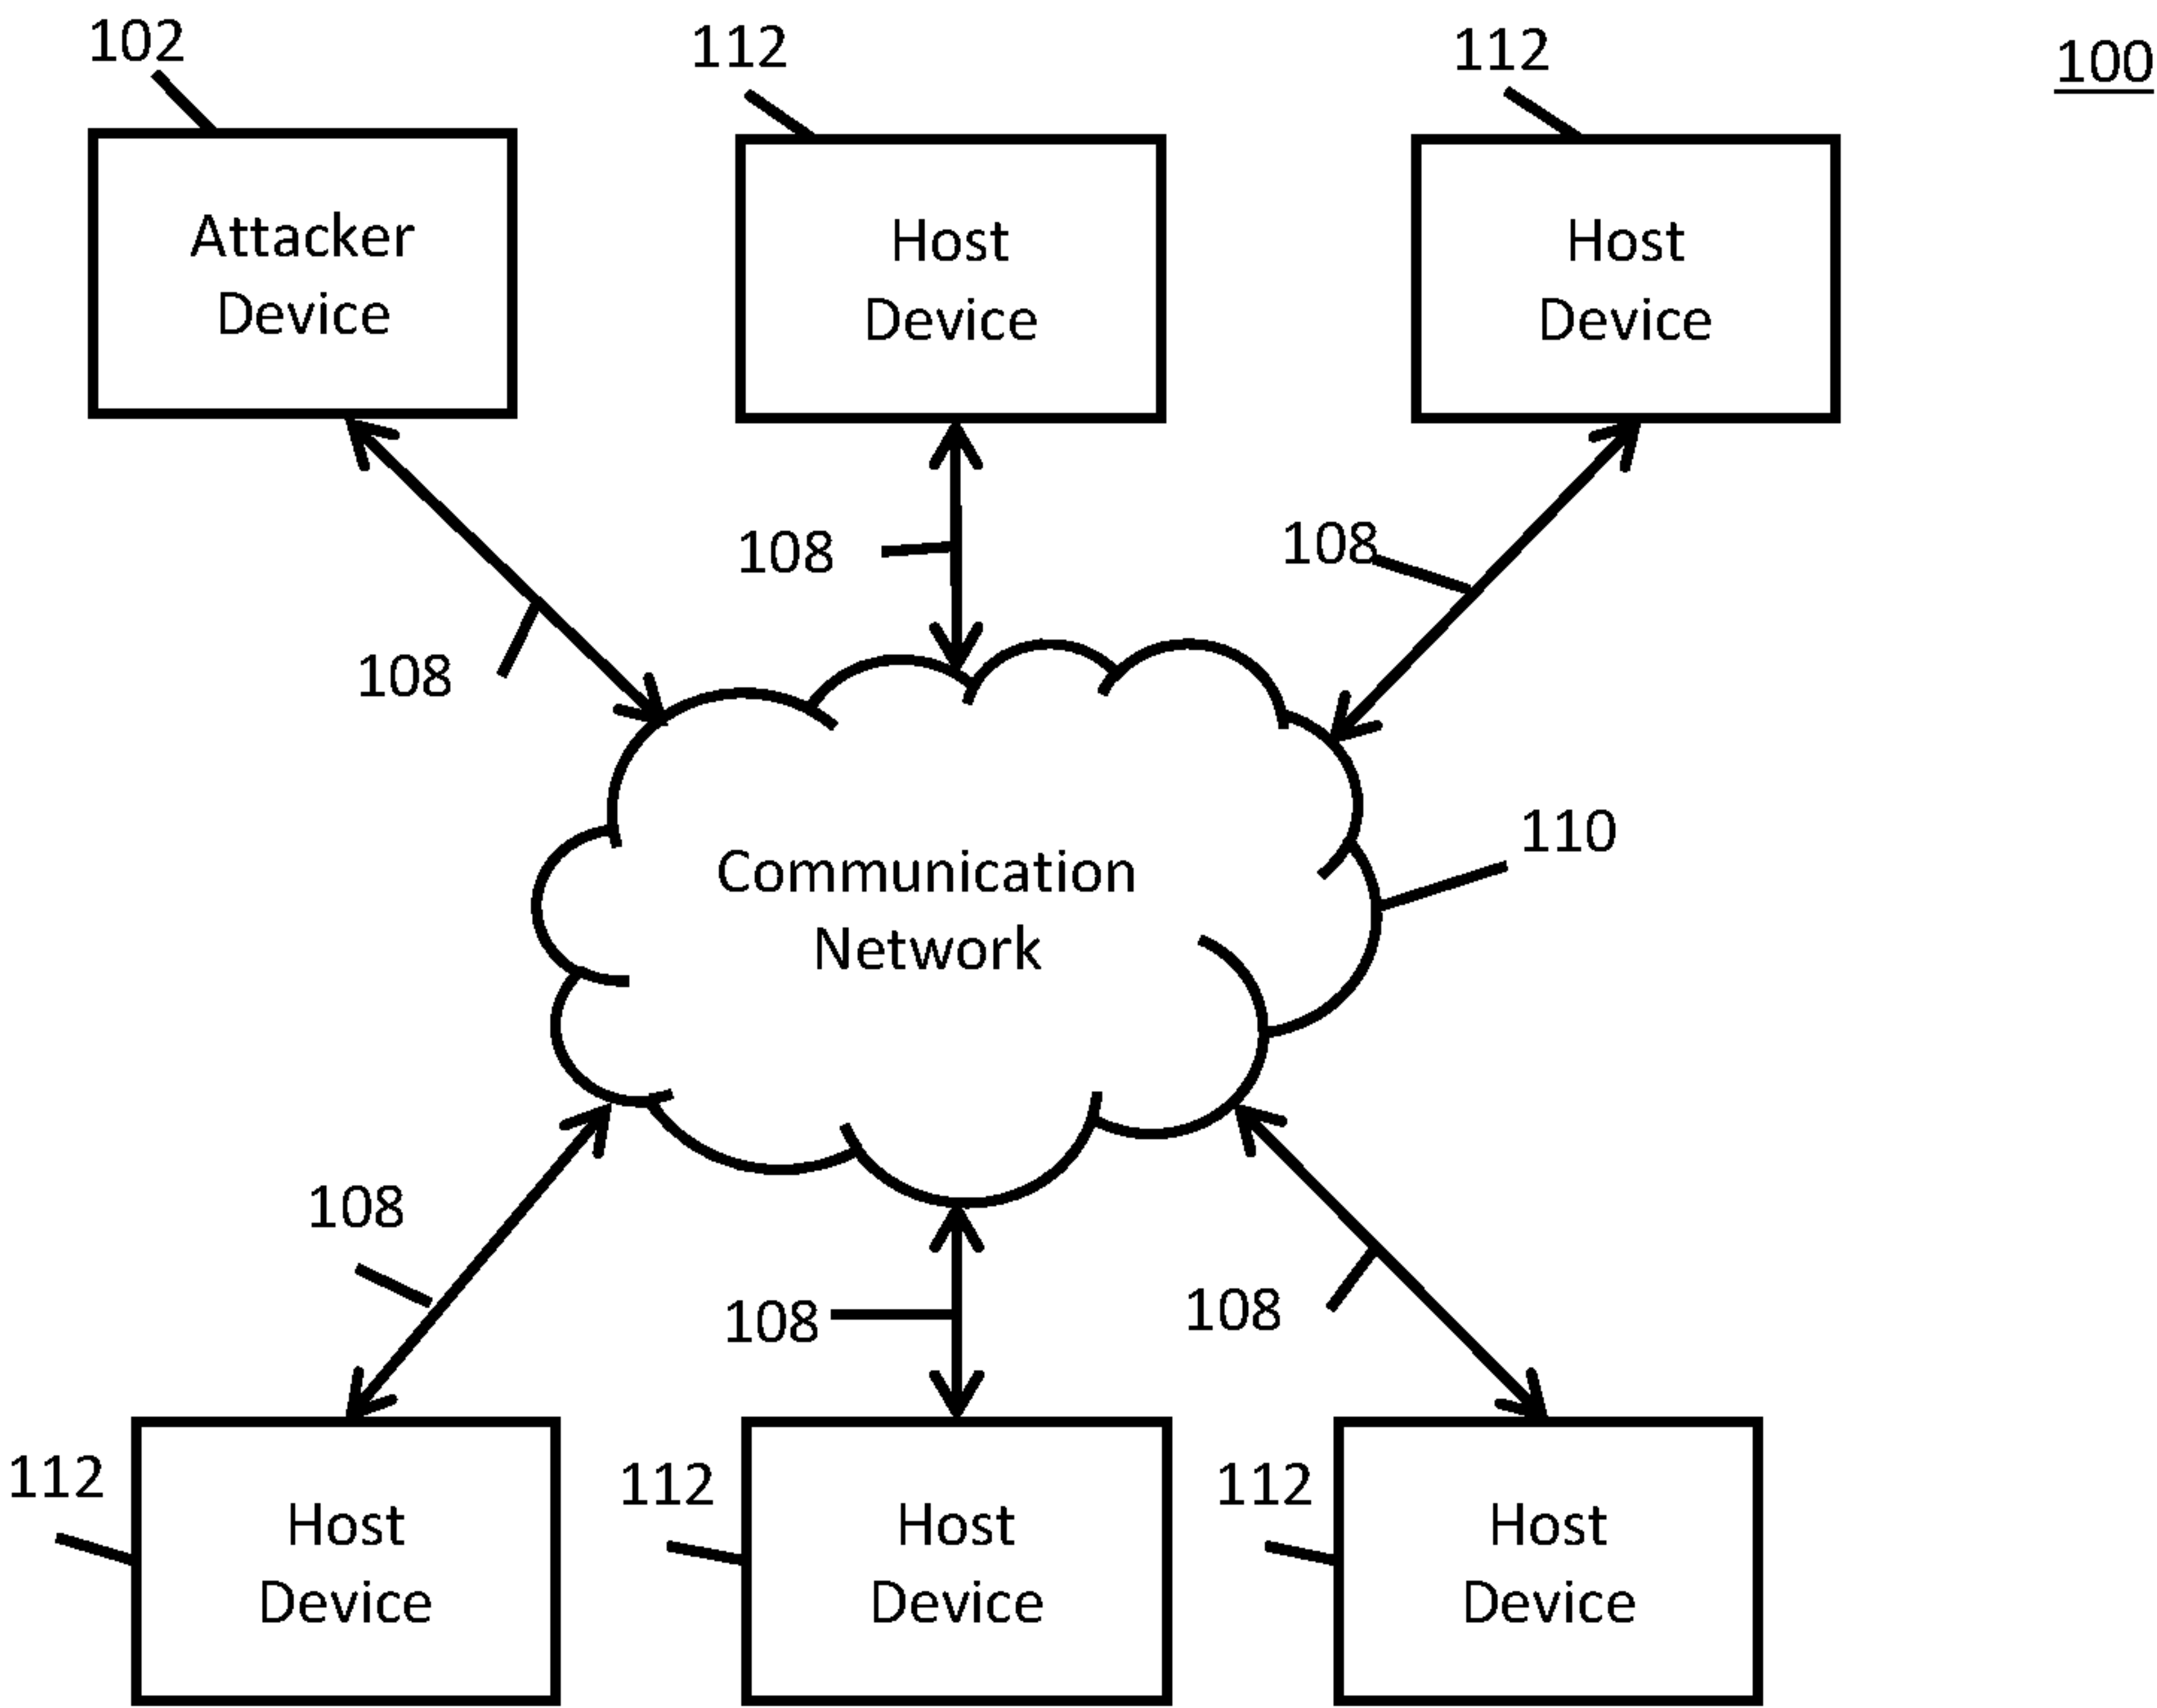 102
112
112
100
Attacker
Device
Host
Device
Host
Device
108
108
108
Communication
Network
110
108
108
108
112
112
112
Host
Device
Host
Device
Host
Device